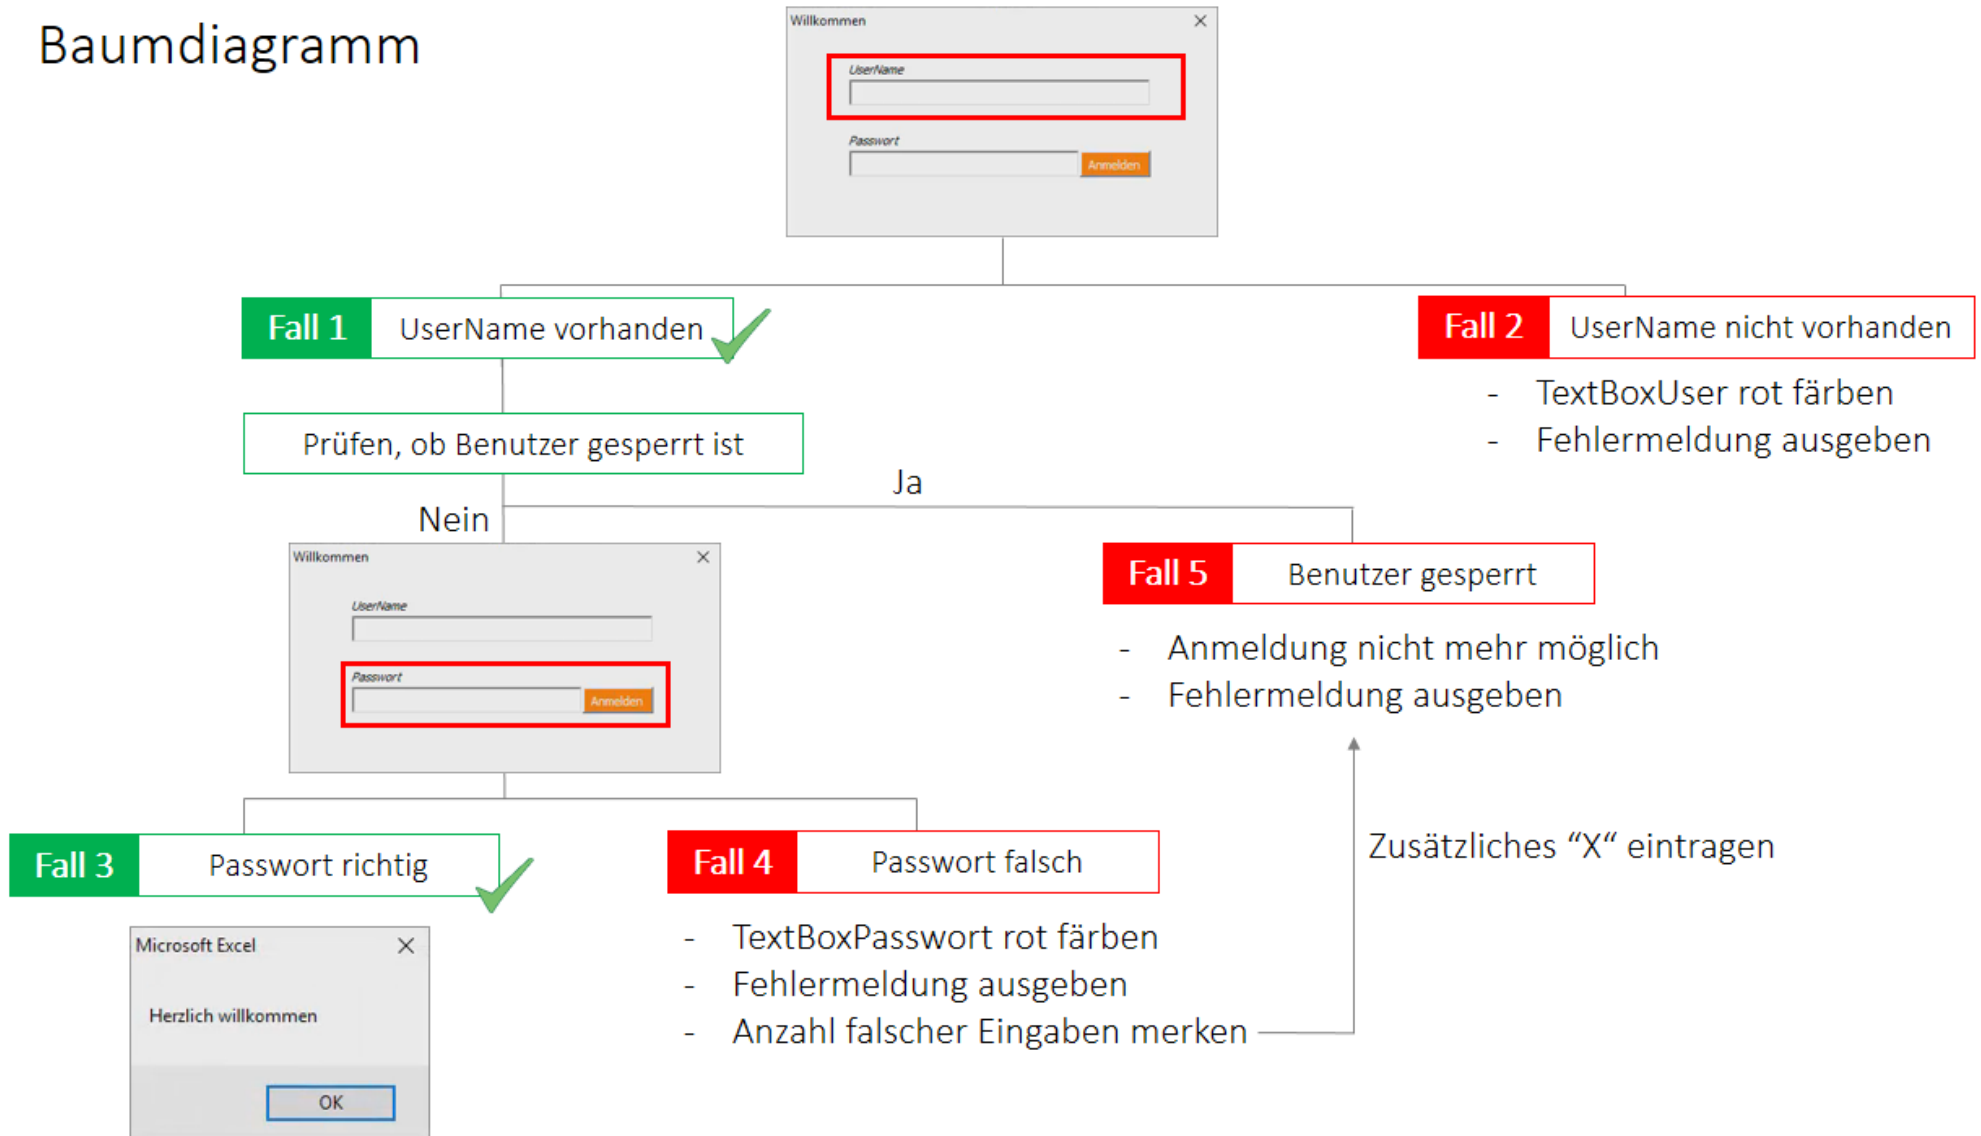 Baumdiagramm
Willkommen
UserName
Passwort
Anmelden
Fall 1 UserName vorhanden
Fall 2 UserName nicht vorhanden
- TextBoxUser rot färben
- Fehlermeldung ausgeben
Prüfen, ob Benutzer gesperrt ist
Ja
Nein
Willkommen
UserName
Passwort
Anmelden
Fall 5 Benutzer gesperrt
- Anmeldung nicht mehr möglich
- Fehlermeldung ausgeben
Fall 3 Passwort richtig
Fall 4 Passwort falsch
Zusätzliches “X“ eintragen
Microsoft Excel
Herzlich willkommen
OK
- TextBoxPasswort rot färben
- Fehlermeldung ausgeben
- Anzahl falscher Eingaben merken